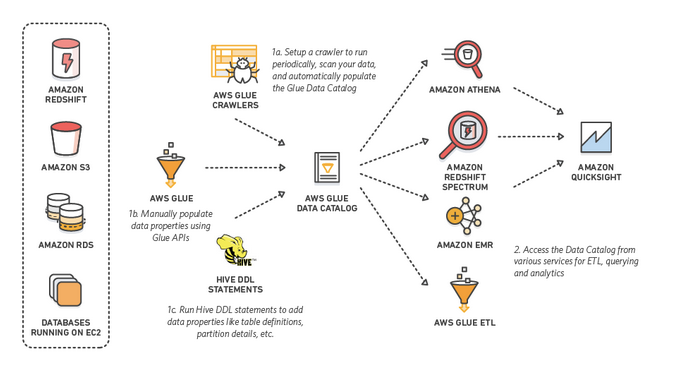 AMAZON
REDSHIFT
AMAZON S3
AMAZON RDS
DATABASES
RUNNING ON EC2
AWS GLUE
CRAWLERS
1a. Setup a crawler to run
periodically, scan your data,
and automatically populate
the Glue Data Catalog
AWS GLUE
1b. Manually populate
data properties using
Glue APIs
HIVE
TM
HIVE DDL
STATEMENTS
1c. Run Hive DDL statements to add
data properties like table definitions,
partition details, etc.
AWS GLUE
DATA CATALOG
AMAZON ATHENA
AMAZON
REDSHIFT
SPECTRUM
AMAZON EMR
AWS GLUE ETL
AMAZON
QUICKSIGHT
2. Access the Data Catalog from
various services for ETL, querying
and analytics